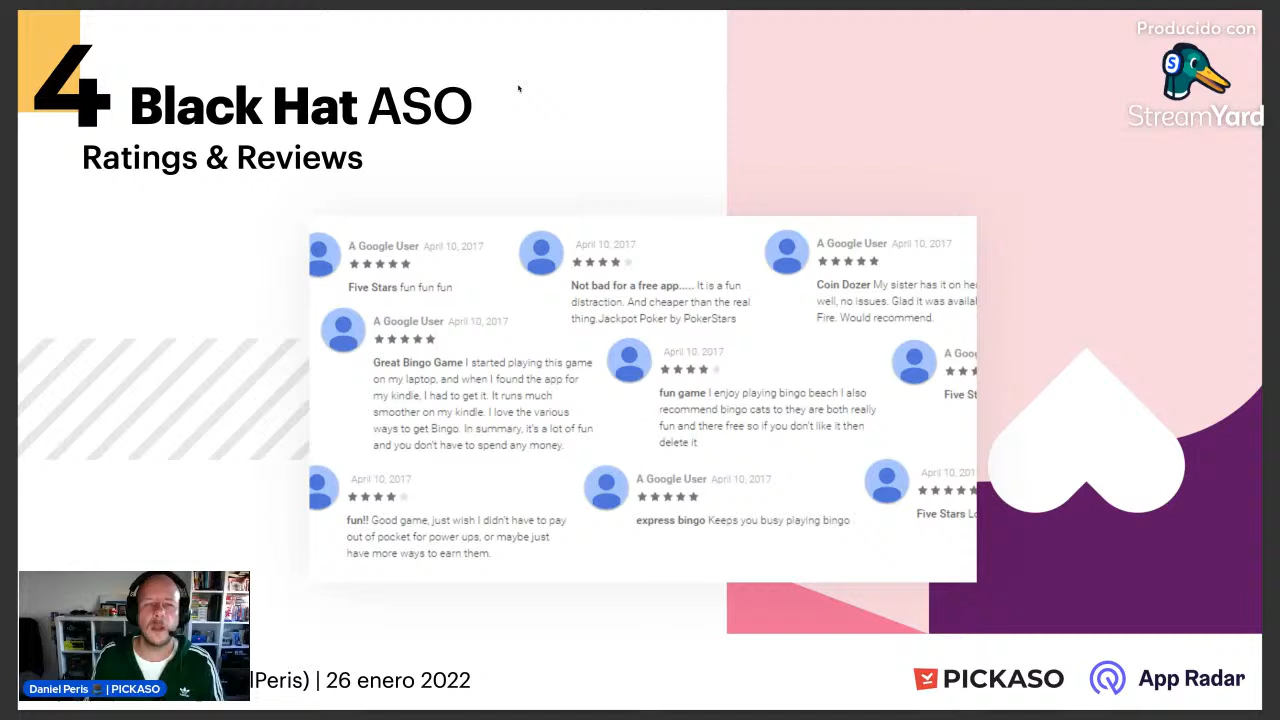 Producido con
StreamYard
4
Black Hat ASO
Ratings & Reviews
A Google User April 10, 2017
Five Stars fun fun fun
April 10, 2017
Not bad for a free app..... It is a fun
distraction. And cheaper than the real
thing.Jackpot Poker by PokerStars
A Google User April 10, 2017
Coin Dozer My sister has it on
well, no issues. Glad it was
Fire. Would recommend.
A Google User April 10, 2017
Great Bingo Game I started playing this game
on my laptop, and when I found the app for
my kindle, I had to get it. It runs much
smoother on my kindle. I love the various
ways to get Bingo. In summary, it's a lot of fun
and you don't have to spend any money.
April 10, 2017
fun game I enjoy playing bingo beach I also
recommend bingo cats to they are both really
fun and there free so if you don't like it then
delete it
A
Five
April 10, 2017
fun!! Good game, just wish I didn't have to pay
out of pocket for power ups, or maybe just
have more ways to earn them.
A Google User April 10, 2017
express bingo Keeps you busy playing bingo
April 10, 201
Five Stars
Daniel Peris | PICKASO
lPeris) | 26 enero 2022
PICKASO
App Radar